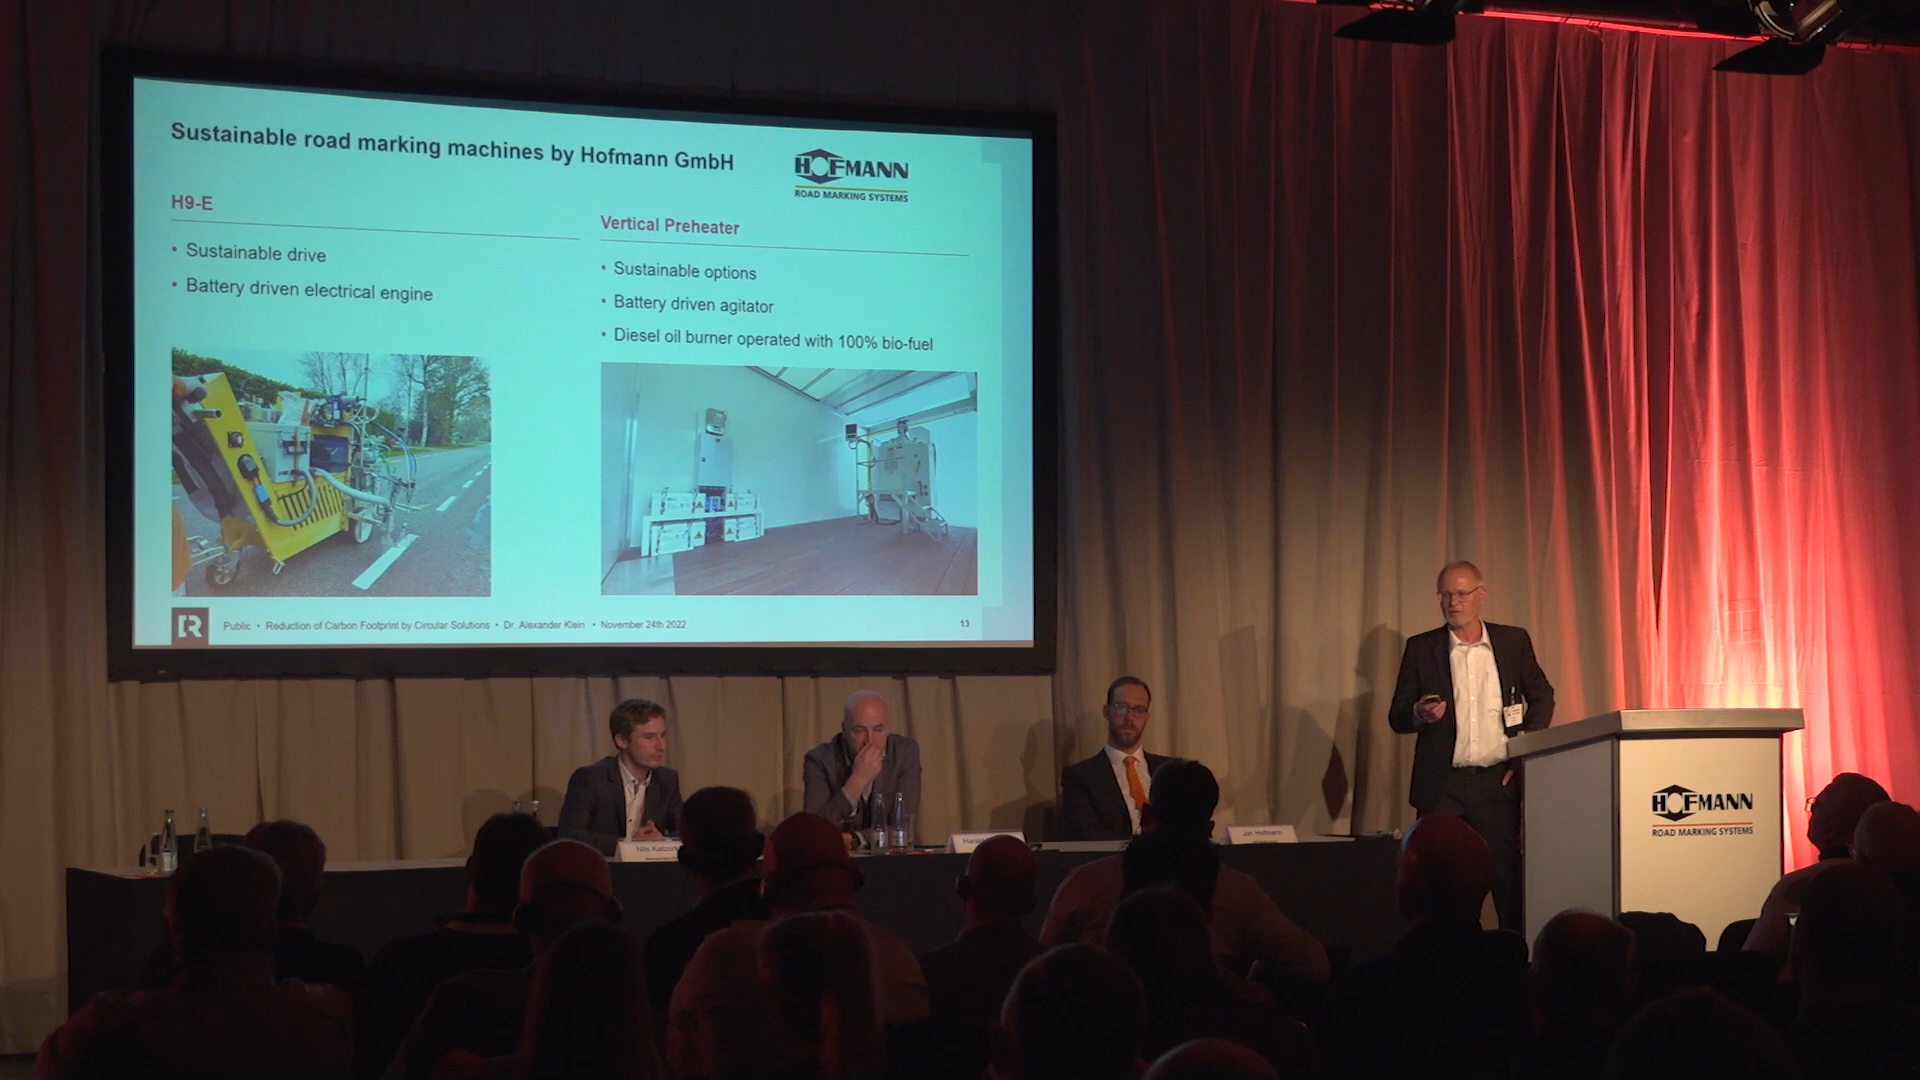 Sustainable road marking machines by Hofmann GmbH
HOFMANN
ROAD MARKING SYSTEMS
H9-E
• Sustainable drive
• Battery driven electrical engine
Vertical Preheater
• Sustainable options
• Battery driven agitator
• Diesel oil burner operated with 100% bio-fuel
R
Public • Reduction of Carbon Footprint by Circular Solutions • Dr. Alexander Klein • November 24th 2022
13
Nils
Jan Hofmann
HOFMANN
ROAD MARKING SYSTEMS